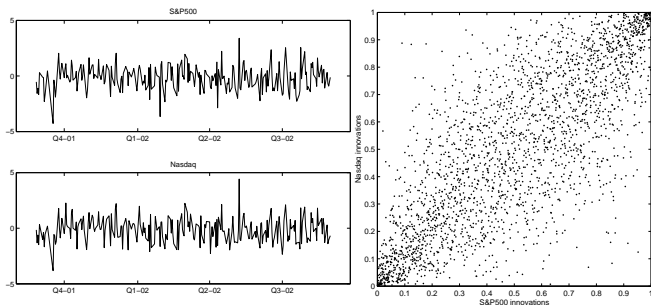 S&P500
5
0
−5
Q4−01 Q1−02 Q2−02 Q3−02
Nasdaq
5
0
−5
Q4−01 Q1−02 Q2−02 Q3−02
1
0.9
0.8
0.7
0.6
0.5
0.4
0.3
0.2
0.1
0
Nasdaq innovations
0 0.1 0.2 0.3 0.4 0.5 0.6 0.7 0.8 0.9 1
S&P500 innovations